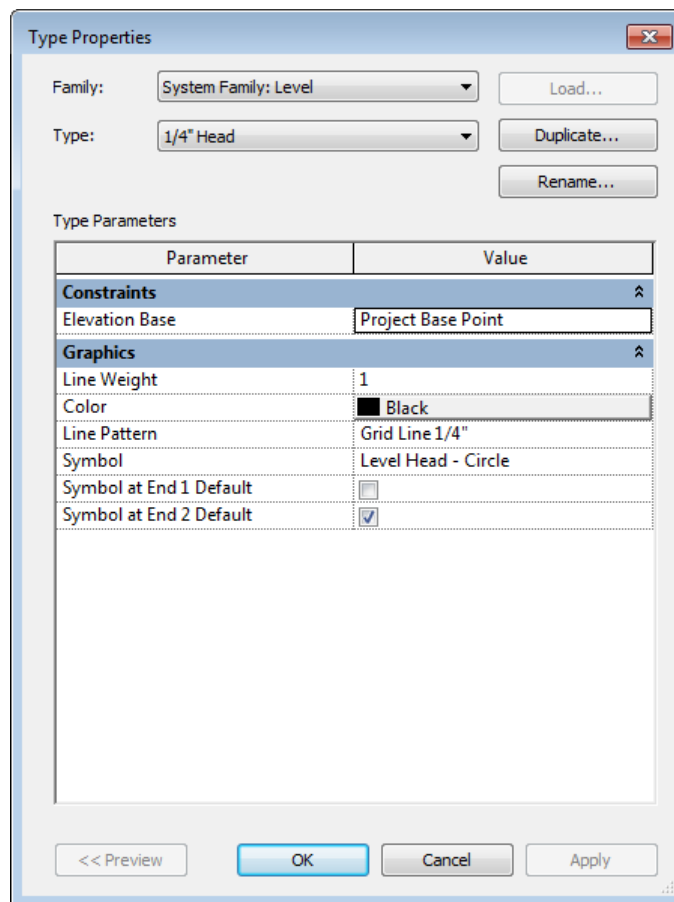 Type Properties
Family: System Family: Level Load...
Type: 1/4" Head Duplicate...
Rename...
Type Parameters
Parameter Value
Constraints
Elevation Base Project Base Point
Graphics
Line Weight 1
Color Black
Line Pattern Grid Line 1/4"
Symbol Level Head - Circle
Symbol at End 1 Default
Symbol at End 2 Default
<< Preview OK Cancel Apply